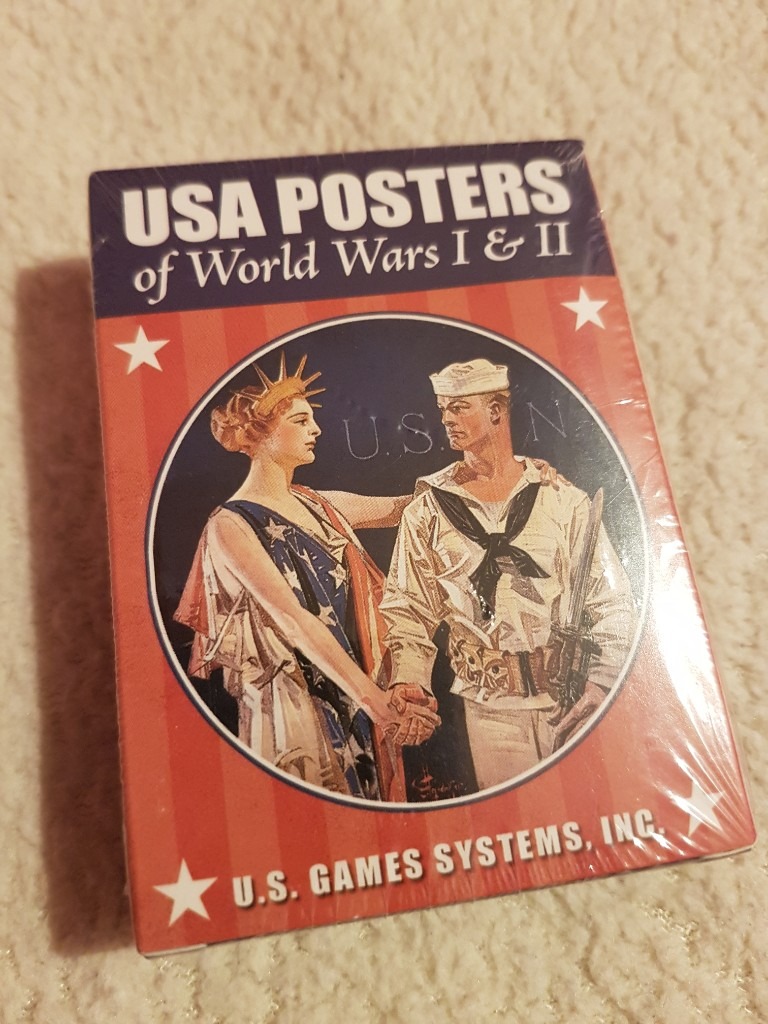 USA POSTERS
of World Wars I & II
U.S. N
U.S. GAMES SYSTEMS, INC.